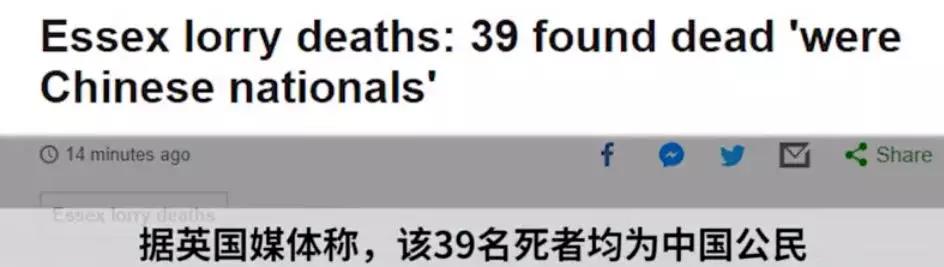 Essex lorry deaths: 39 found dead 'were
Chinese nationals'
14 minutes ago
Share
Essex lorry deaths
据英国媒体称，该39名死者均为中国公民